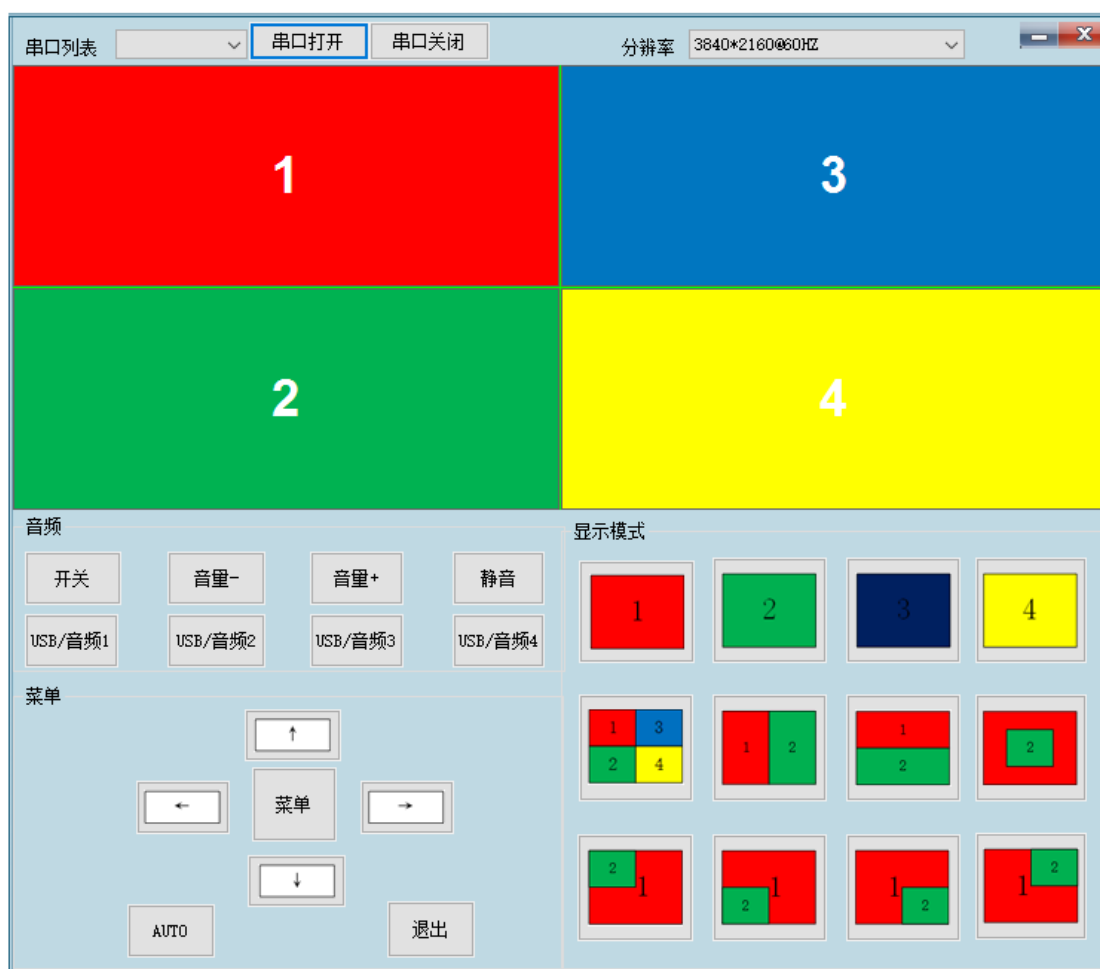 串口列表 串口打开 串口关闭 分辨率 3840*2160@60HZ
1 3
2 4
音频
开关 音量- 音量+ 静音
USB/音频1 USB/音频2 USB/音频3 USB/音频4
菜单
↑
← 菜单 →
↓
AUTO 退出
显示模式
1 2 3 4
1 3 1 2 1 2
2 4 2
2 1 1 2 1 2 1 2